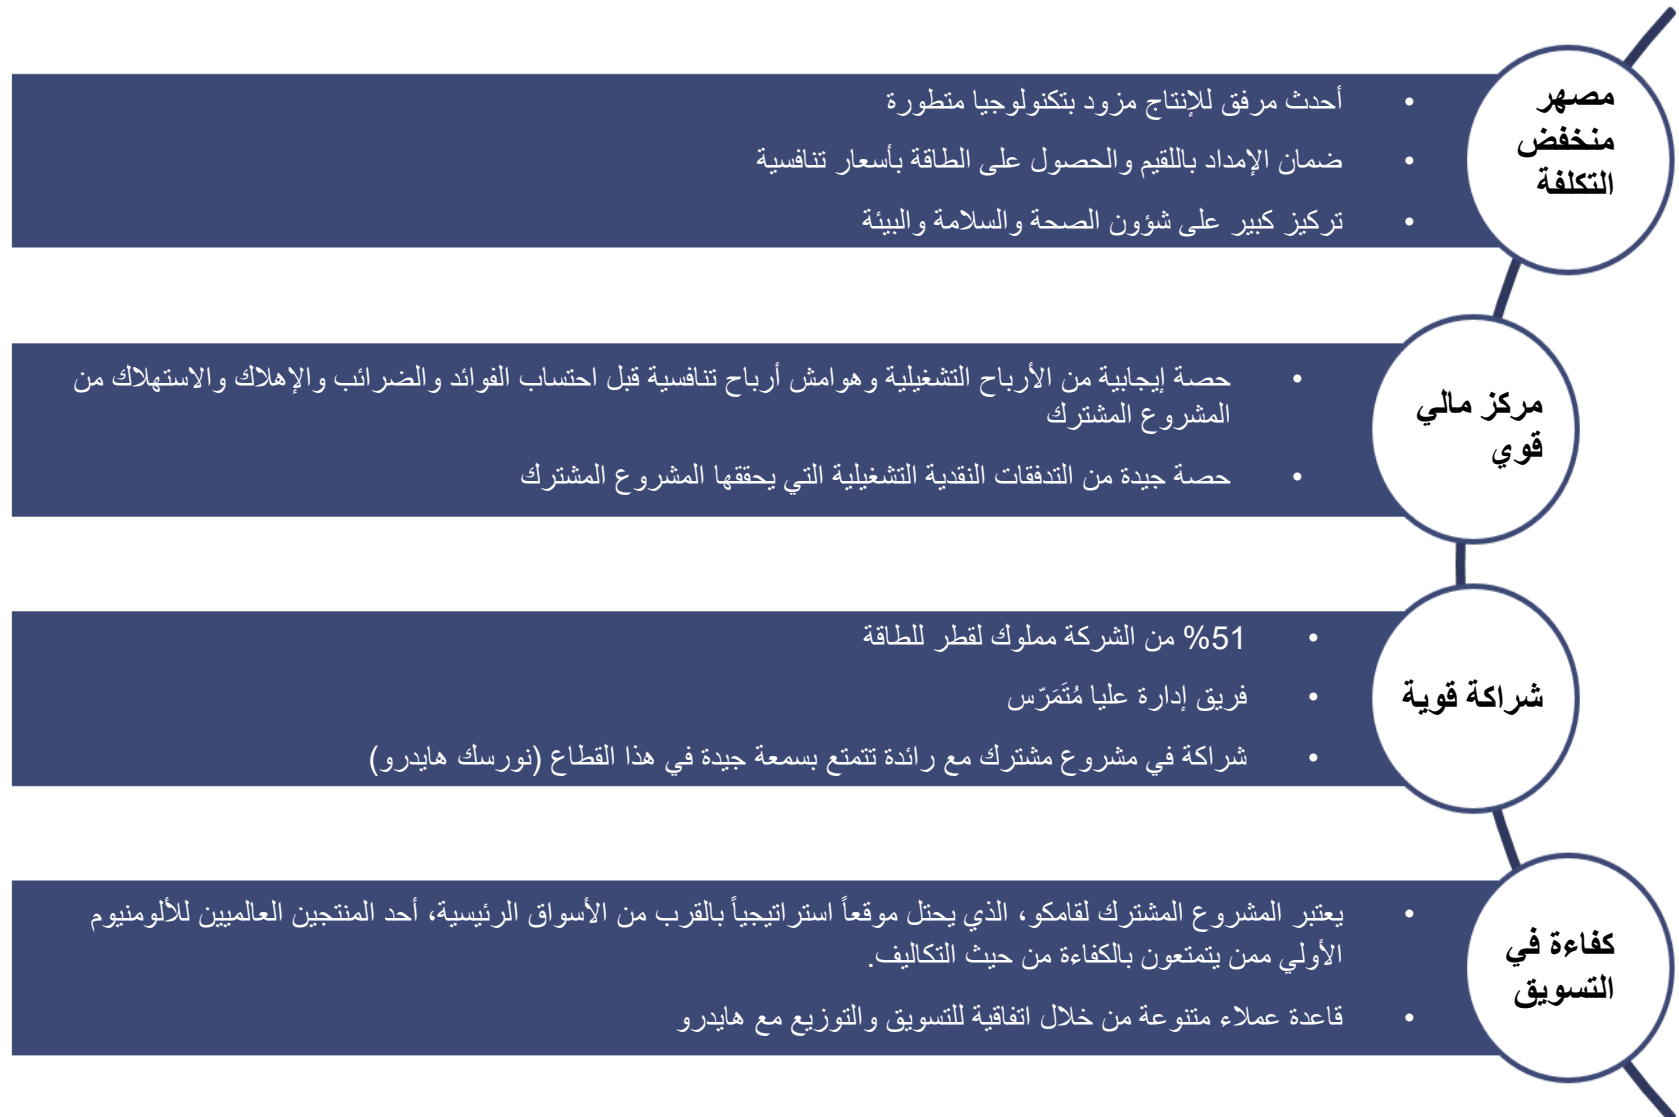 مصهر
منخفض
التكلفة
• أحدث مرفق للإنتاج مزود بتكنولوجيا متطورة
• ضمان الإمداد باللقيم والحصول على الطاقة بأسعار تنافسية
• تركيز كبير على شؤون الصحة والسلامة والبيئة
مركز مالي
قوي
• حصة إيجابية من الأرباح التشغيلية وهوامش أرباح تنافسية قبل احتساب الفوائد والضرائب والإهلاك والاستهلاك من
المشروع المشترك
• حصة جيدة من التدفقات النقدية التشغيلية التي يحققها المشروع المشترك
شراكة قوية
• 51% من الشركة مملوك لقطر للطاقة
• فريق إدارة عليا مُتَمَرّس
• شراكة في مشروع مشترك مع رائدة تتمتع بسمعة جيدة في هذا القطاع (نورسك هايدرو)
كفاءة في
التسويق
• يعتبر المشروع المشترك لقامكو، الذي يحتل موقعاً استراتيجياً بالقرب من الأسواق الرئيسية، أحد المنتجين العالميين للألومنيوم
الأولي ممن يتمتعون بالكفاءة من حيث التكاليف.
• قاعدة عملاء متنوعة من خلال اتفاقية للتسويق والتوزيع مع هايدرو